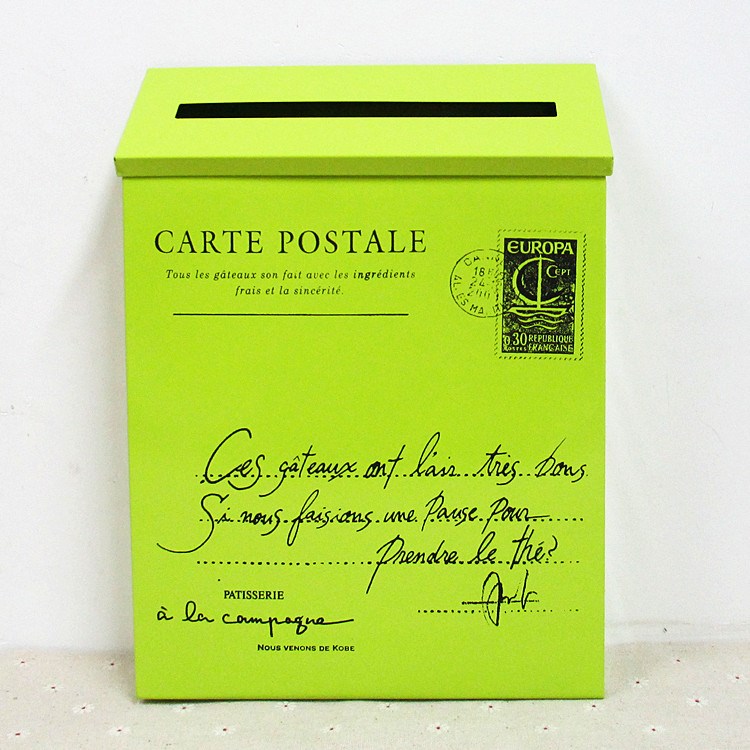 CARTE POSTALE
Tous les gâteaux son fait avec les ingrédients
frais et la sincérité.
EUROPA
CEPT
0.30 RÉPUBLIQUE
POSTES FRANÇAISE
Ces gâteaux ont l'air très bons
Si nous faisions une Pause Pour
Prendre le thé?
PATISSERIE
à la campagne
NOUS VENONS DE KOBE